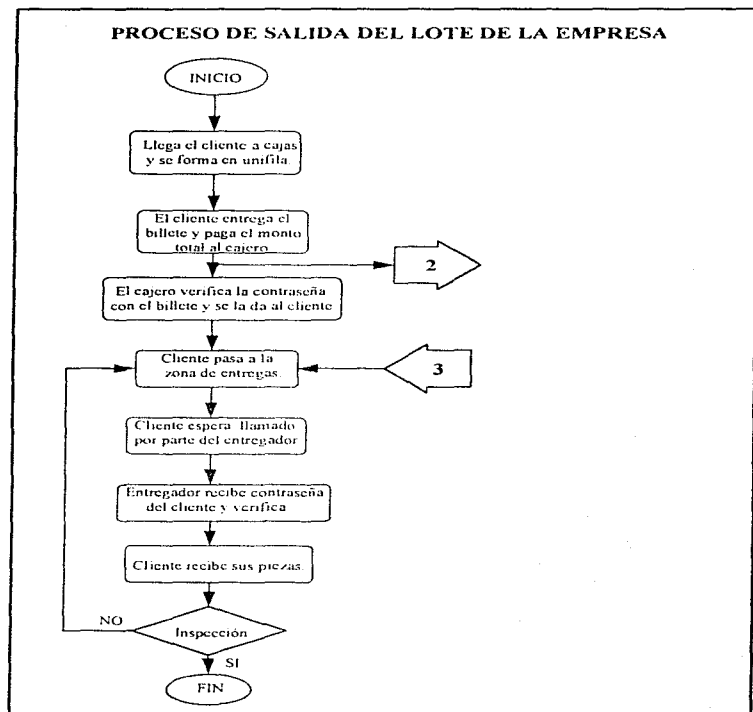 PROCESO DE SALIDA DEL LOTE DE LA EMPRESA
INICIO
Llega el cliente a cajas
y se forma en unifila.
El cliente entrega el
billete y paga el monto
total al cajero
2
El cajero verifica la contraseña
con el billete y se la da al cliente
Cliente pasa a la
zona de entregas.
3
Cliente espera llamado
por parte del entregador
Entregador recibe contraseña
del cliente y verifica
Cliente recibe sus piezas.
NO
Inspección
SI
FIN